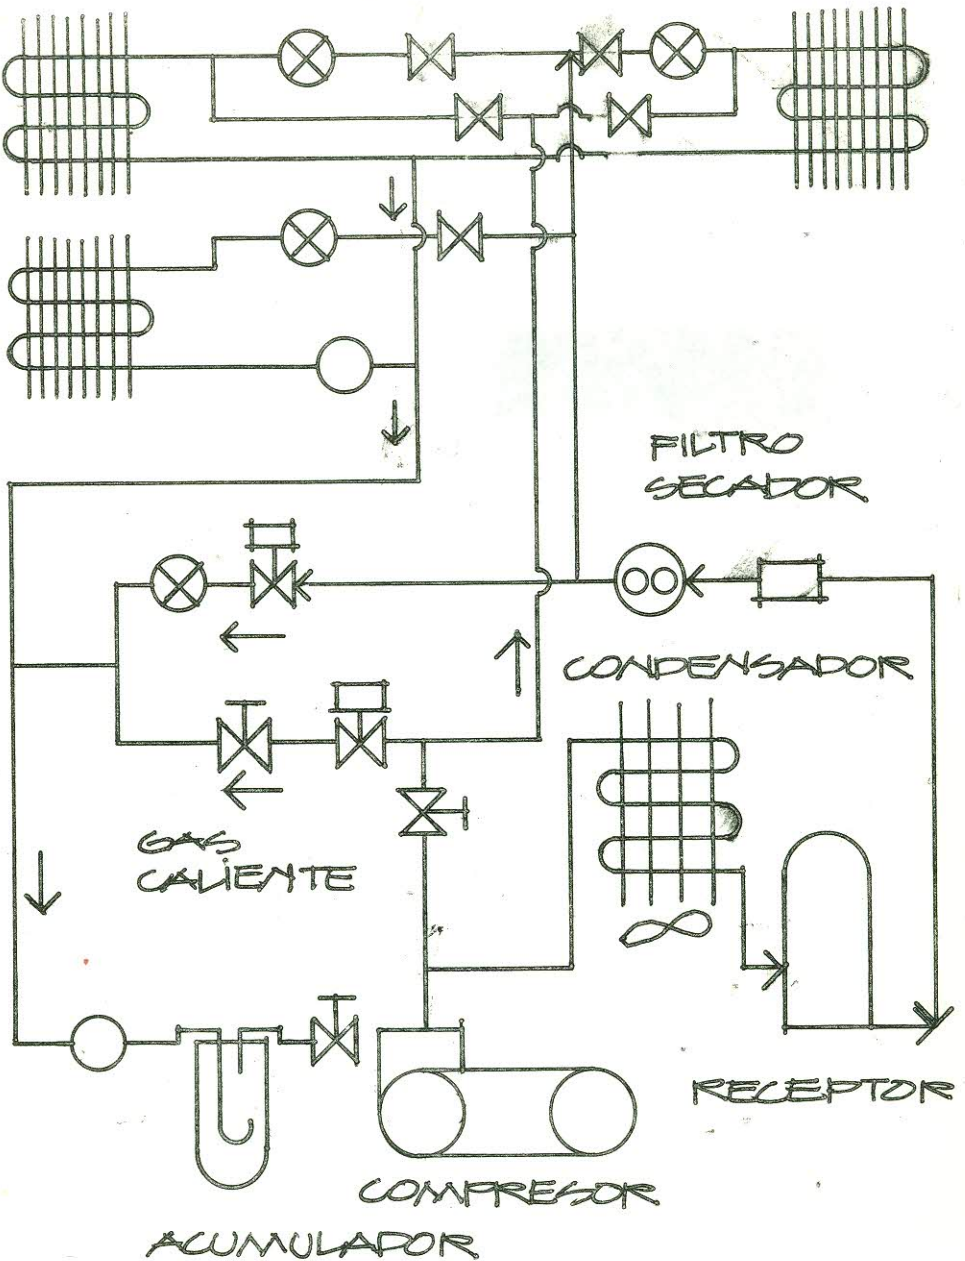 FILTRO
SECADOR
CONDENSADOR
GAS
CALIENTE
RECEPTOR
COMPRESOR
ACUMULADOR